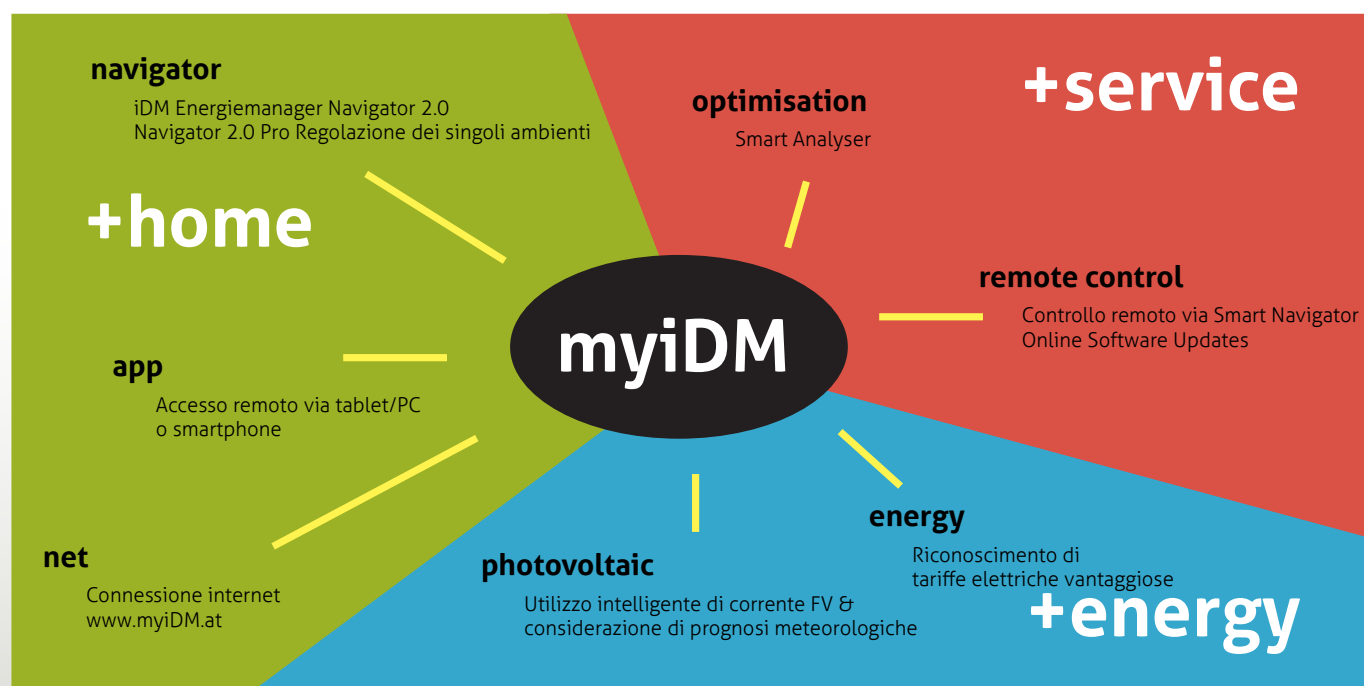 navigator
iDM Energiemanager Navigator 2.0
Navigator 2.0 Pro Regolazione dei singoli ambienti
+home
app
Accesso remoto via tablet/PC
o smartphone
net
Connessione internet
www.myiDM.at
myiDM
optimisation
Smart Analyser
+service
remote control
Controllo remoto via Smart Navigator
Online Software Updates
photovoltaic
Utilizzo intelligente di corrente FV &
considerazione di prognosi meteorologiche
energy
Riconoscimento di
tariffe elettriche vantaggiose
+energy